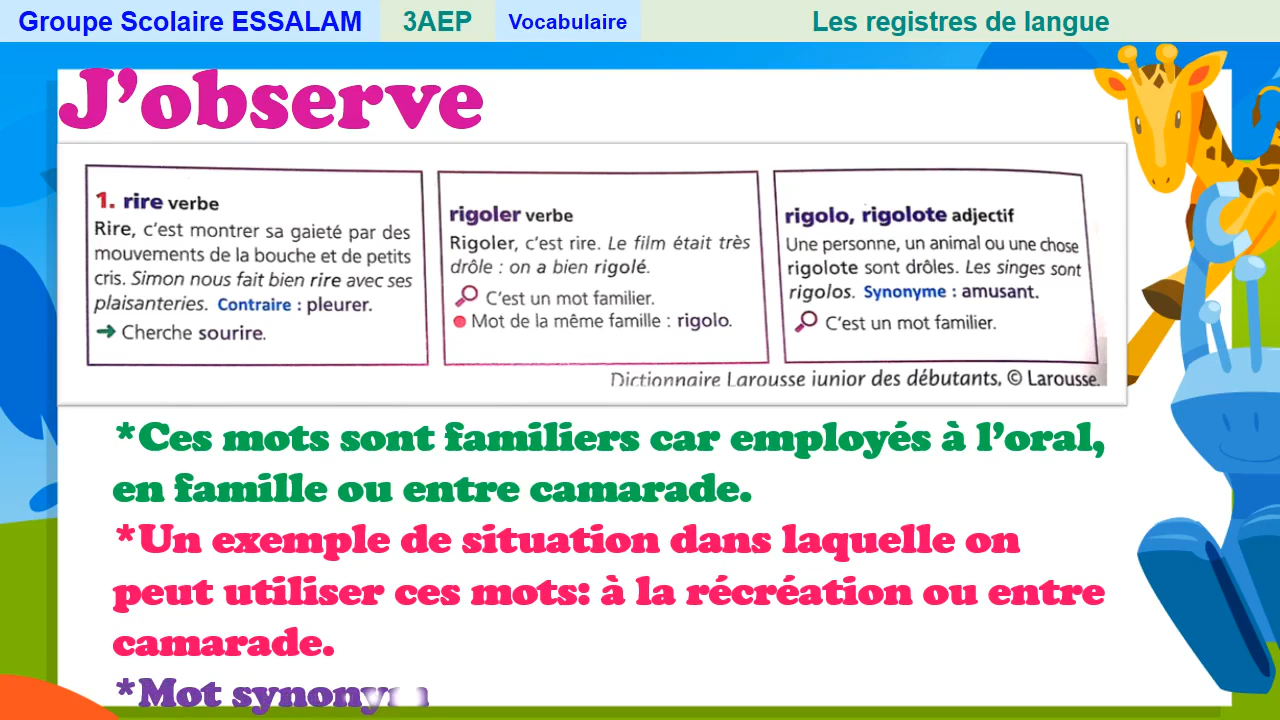 Groupe Scolaire ESSALAM 3AEP Vocabulaire Les registres de langue
J’observe
1. rire verbe
Rire, c’est montrer sa gaieté par des
mouvements de la bouche et de petits
cris. Simon nous fait bien rire avec ses
plaisanteries. Contraire : pleurer.
➔ Cherche sourire.
rigoler verbe
Rigoler, c’est rire. Le film était très
drôle : on a bien rigolé.
C’est un mot familier.
● Mot de la même famille : rigolo.
rigolo, rigolote adjectif
Une personne, un animal ou une chose
rigolote sont drôles. Les singes sont
rigolos. Synonyme : amusant.
C’est un mot familier.
Dictionnaire Larousse junior des débutants, © Larousse.
*Ces mots sont familiers car employés à l’oral,
en famille ou entre camarade.
*Un exemple de situation dans laquelle on
peut utiliser ces mots: à la récréation ou entre
camarade.
*Mot